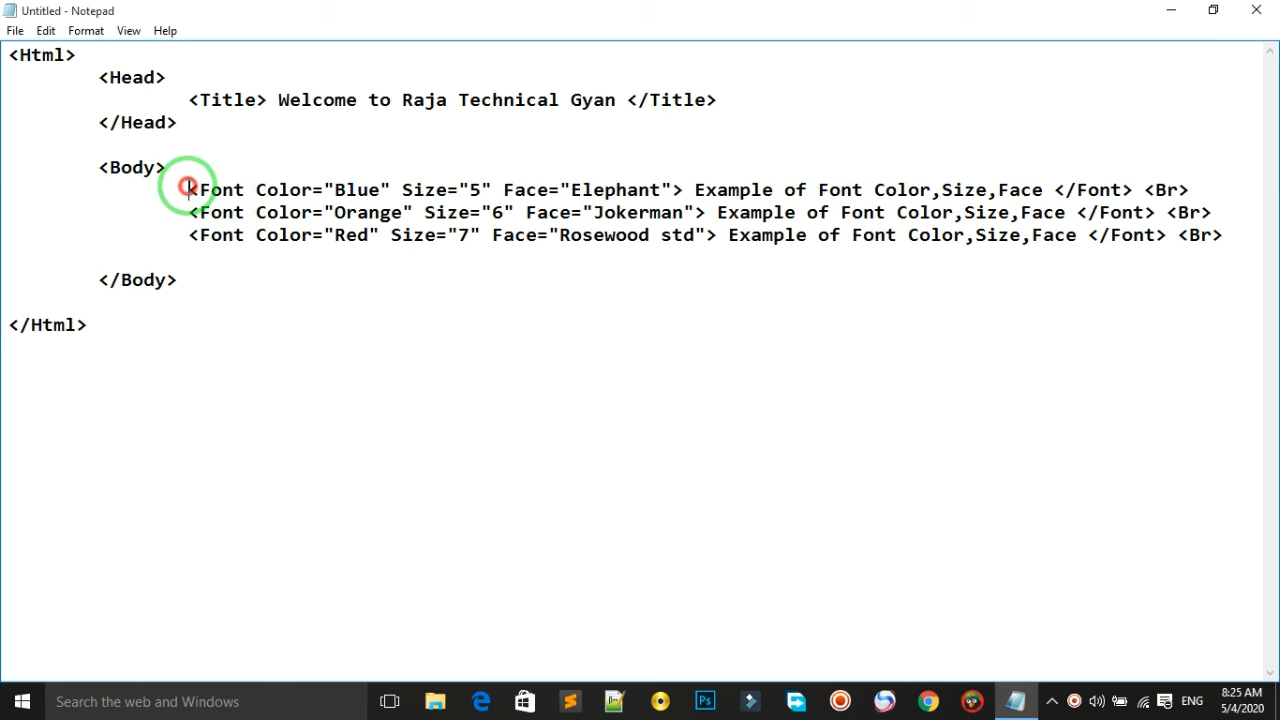 Untitled - Notepad
File Edit Format View Help
<Html>
<Head>
<Title> Welcome to Raja Technical Gyan </Title>
</Head>
<Body>
<Font Color="Blue" Size="5" Face="Elephant"> Example of Font Color,Size,Face </Font> <Br>
<Font Color="Orange" Size="6" Face="Jokerman"> Example of Font Color,Size,Face </Font> <Br>
<Font Color="Red" Size="7" Face="Rosewood std"> Example of Font Color,Size,Face </Font> <Br>
</Body>
</Html>
Search the web and Windows
Ps
ENG
8:25 AM
5/4/2020